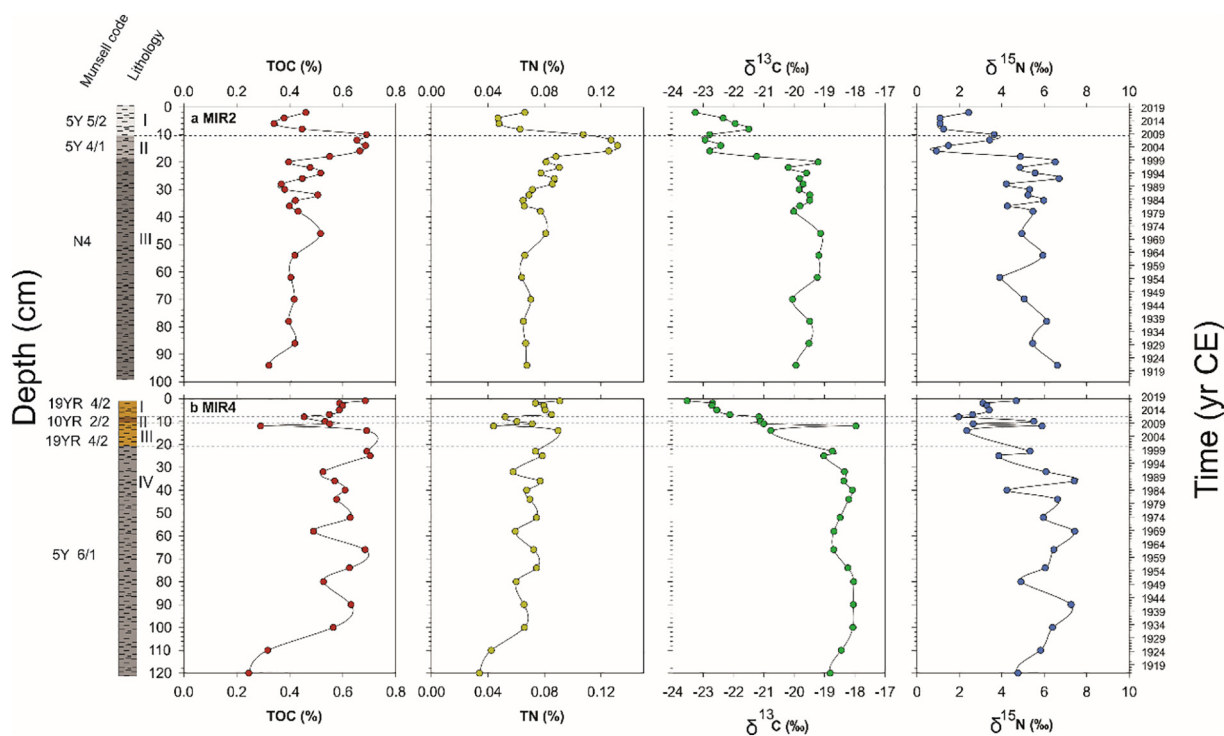 Munsell code
Lithology
TOC (%)
TN (%)
δ13C (‰)
δ15N (‰)
0.0 0.2 0.4 0.6 0.8
0.00 0.04 0.08 0.12
-24 -23 -22 -21 -20 -19 -18 -17
0 2 4 6 8 10
a MIR2
5Y 5/2
5Y 4/1
N4
I
II
III
0
10
20
30
40
50
60
70
80
90
100
2019
2014
2009
2004
1999
1994
1989
1984
1979
1974
1969
1964
1959
1954
1949
1944
1939
1934
1929
1924
1919
Depth (cm)
Time (yr CE)
b MIR4
19YR 4/2
10YR 2/2
19YR 4/2
5Y 6/1
I
II
III
IV
0
10
20
30
40
50
60
70
80
90
100
110
120
2019
2014
2009
2004
1999
1994
1989
1984
1979
1974
1969
1964
1959
1954
1949
1944
1939
1934
1929
1924
1919
0.0 0.2 0.4 0.6 0.8
0.00 0.04 0.08 0.12
-24 -23 -22 -21 -20 -19 -18 -17
0 2 4 6 8 10
TOC (%)
TN (%)
δ13C (‰)
δ15N (‰)